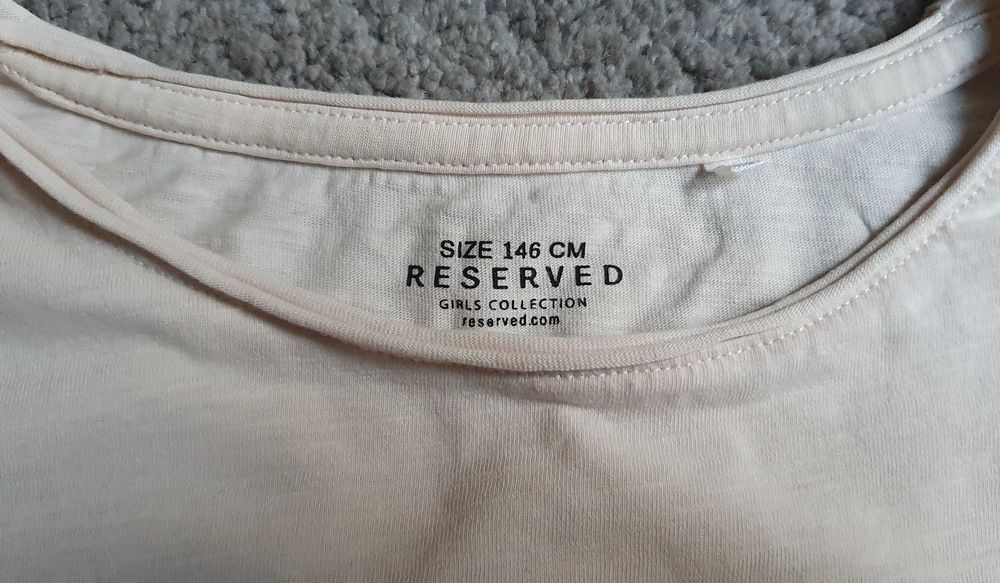 SIZE 146 CM
RESERVED
GIRLS COLLECTION
reserved.com